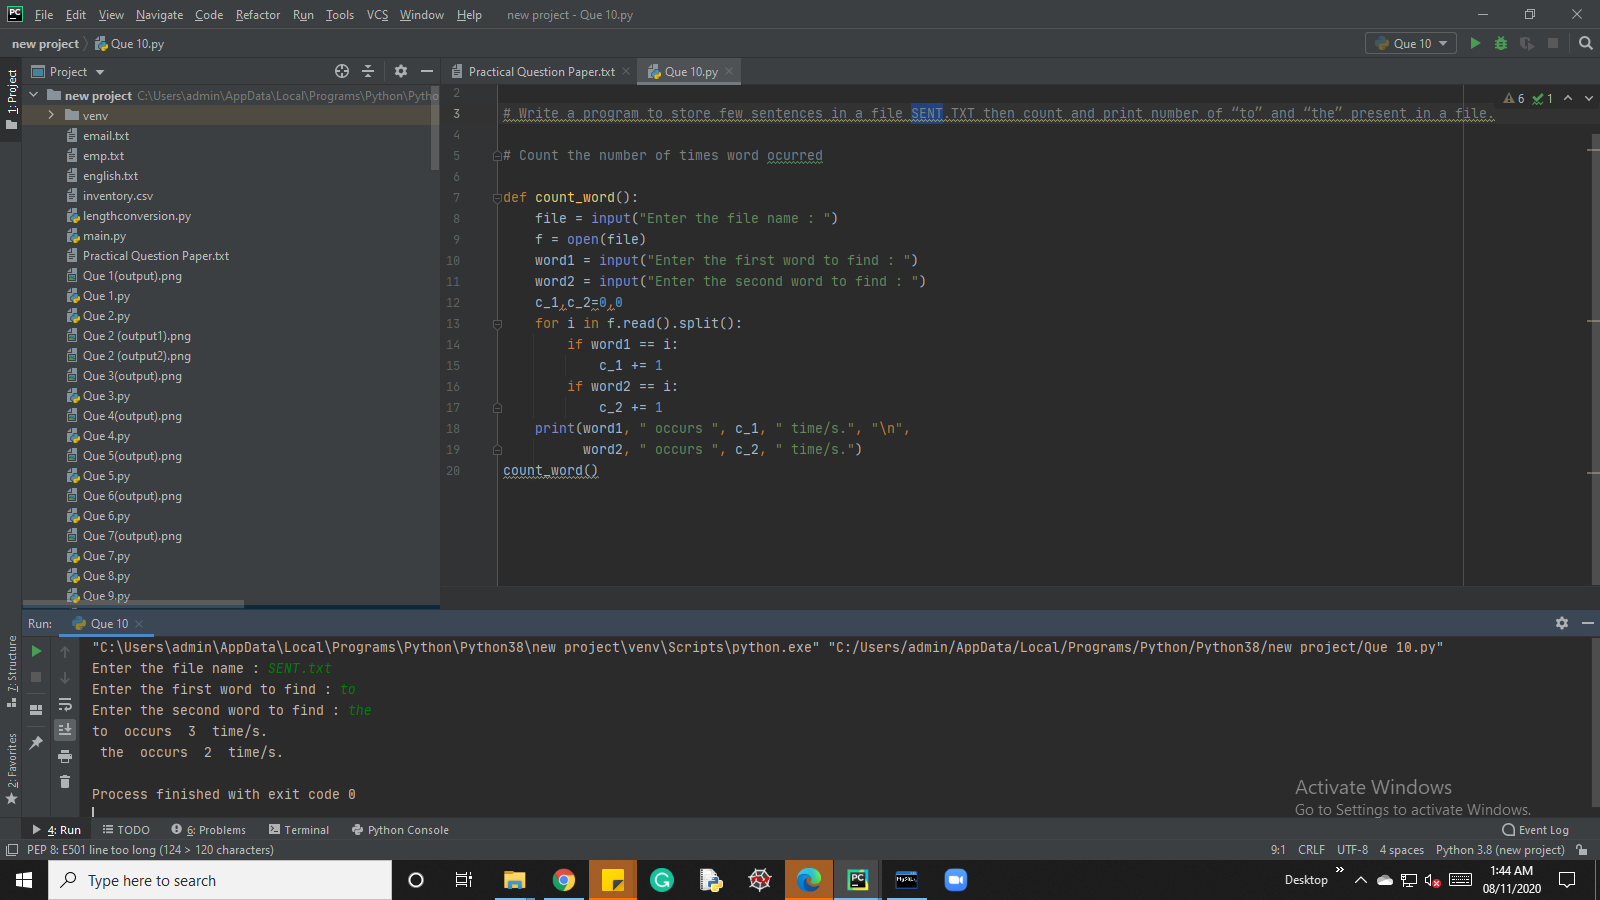 PC File Edit View Navigate Code Refactor Run Tools VCS Window Help new project - Que 10.py
new project Que 10.py Que 10
1: Project
Project
Practical Question Paper.txt Que 10.py
new project C:\Users\admin\AppData\Local\Programs\Python\Pytho
venv
email.txt
emp.txt
english.txt
inventory.csv
lengthconversion.py
main.py
Practical Question Paper.txt
Que 1(output).png
Que 1.py
Que 2.py
Que 2 (output1).png
Que 2 (output2).png
Que 3(output).png
Que 3.py
Que 4(output).png
Que 4.py
Que 5(output).png
Que 5.py
Que 6(output).png
Que 6.py
Que 7(output).png
Que 7.py
Que 8.py
Que 9.py
6 1
2
3 # Write a program to store few sentences in a file SENT.TXT then count and print number of “to” and “the” present in a file.
4
5 # Count the number of times word ocurred
6
7 def count_word():
8 file = input("Enter the file name : ")
9 f = open(file)
10 word1 = input("Enter the first word to find : ")
11 word2 = input("Enter the second word to find : ")
12 c_1,c_2=0,0
13 for i in f.read().split():
14 if word1 == i:
15 c_1 += 1
16 if word2 == i:
17 c_2 += 1
18 print(word1, " occurs ", c_1, " time/s.", "\n",
19 word2, " occurs ", c_2, " time/s.")
20 count_word()
Run: Que 10
"C:\Users\admin\AppData\Local\Programs\Python\Python38\new project\venv\Scripts\python.exe" "C:/Users/admin/AppData/Local/Programs/Python/Python38/new project/Que 10.py"
Enter the file name : SENT.txt
Enter the first word to find : to
Enter the second word to find : the
to  occurs  3  time/s.
 the  occurs  2  time/s.
Process finished with exit code 0
7: Structure
2: Favorites
Activate Windows
Go to Settings to activate Windows.
4: Run TODO 6: Problems Terminal Python Console Event Log
PEP 8: E501 line too long (124 > 120 characters) 9:1 CRLF UTF-8 4 spaces Python 3.8 (new project)
Type here to search
PC
MySQL
Desktop
1:44 AM
08/11/2020